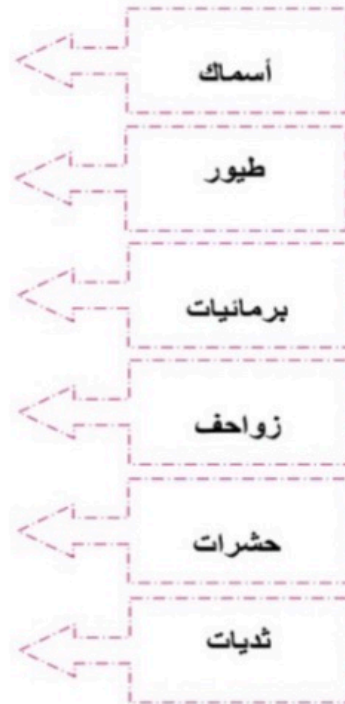 أسماك
طيور
برمائيات
زواحف
حشرات
ثديات